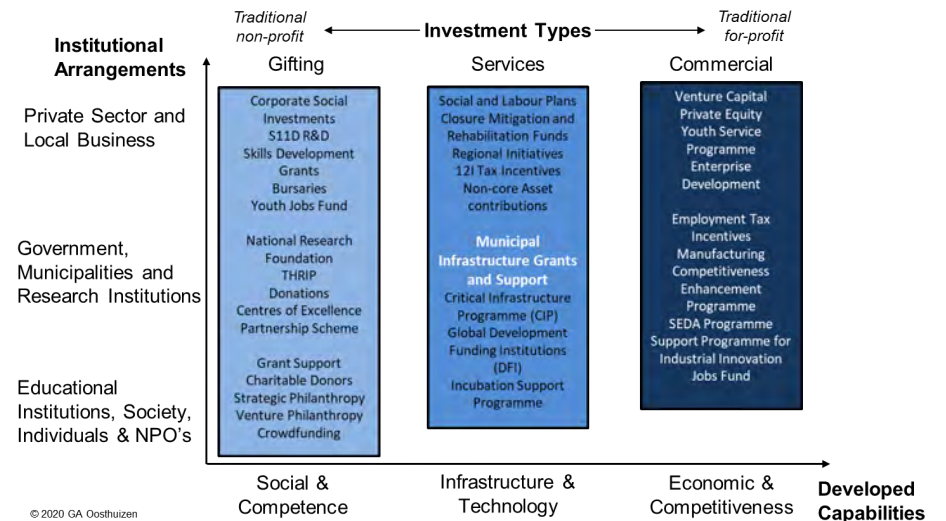 Traditional
non-profit
Investment Types
Traditional
for-profit
Institutional
Arrangements
Gifting
Services
Commercial
Private Sector and
Local Business
Corporate Social
Investments
S11D R&D
Skills Development
Grants
Bursaries
Youth Jobs Fund
National Research
Foundation
THRIP
Donations
Centres of Excellence
Partnership Scheme
Grant Support
Charitable Donors
Strategic Philanthropy
Venture Philanthropy
Crowdfunding
Social and Labour Plans
Closure Mitigation and
Rehabilitation Funds
Regional Initiatives
12I Tax Incentives
Non-core Asset
contributions
Municipal
Infrastructure Grants
and Support
Critical Infrastructure
Programme (CIP)
Global Development
Funding Institutions
(DFI)
Incubation Support
Programme
Venture Capital
Private Equity
Youth Service
Programme
Enterprise
Development
Employment Tax
Incentives
Manufacturing
Competitiveness
Enhancement
Programme
SEDA Programme
Support Programme for
Industrial Innovation
Jobs Fund
Government,
Municipalities and
Research Institutions
Educational
Institutions, Society,
Individuals & NPO's
Social &
Competence
Infrastructure &
Technology
Economic &
Competitiveness
Developed
Capabilities
© 2020 GA Oosthuizen